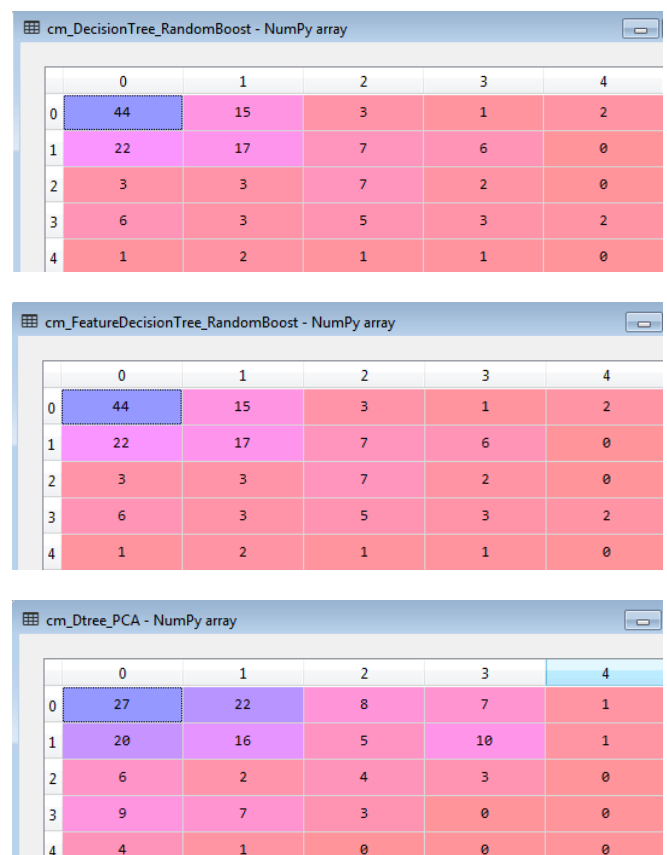 cm_DecisionTree_RandomBoost - NumPy array
0 1 2 3 4
0 44 15 3 1 2
1 22 17 7 6 0
2 3 3 7 2 0
3 6 3 5 3 2
4 1 2 1 1 0
cm_FeatureDecisionTree_RandomBoost - NumPy array
0 1 2 3 4
0 44 15 3 1 2
1 22 17 7 6 0
2 3 3 7 2 0
3 6 3 5 3 2
4 1 2 1 1 0
cm_Dtree_PCA - NumPy array
0 1 2 3 4
0 27 22 8 7 1
1 20 16 5 10 1
2 6 2 4 3 0
3 9 7 3 0 0
4 4 1 0 0 0